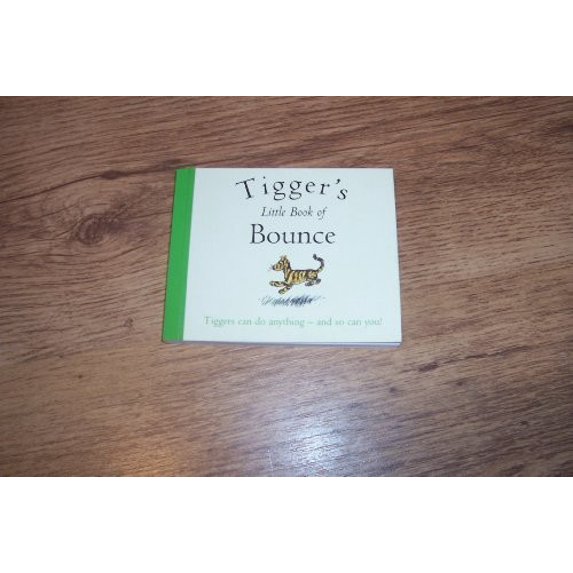 Tigger's
Little Book of
Bounce
Tiggers can do anything – and so can you!